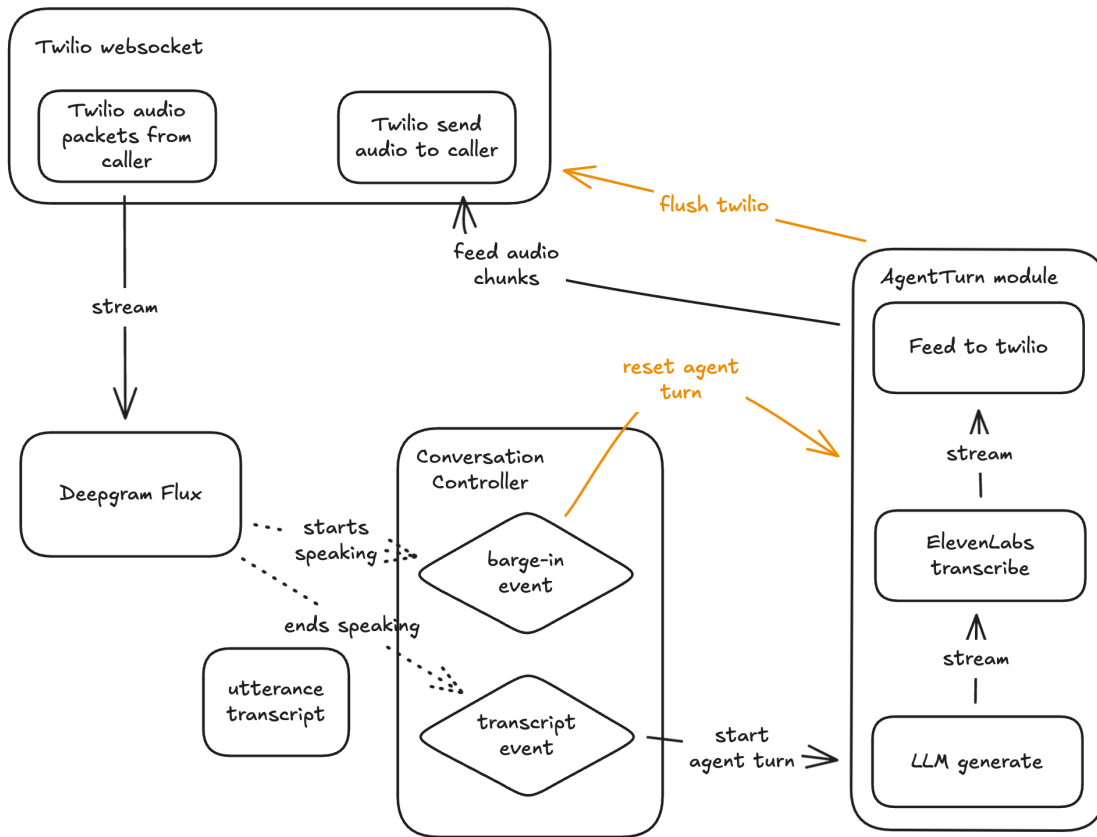 Twilio websocket
Twilio audio
packets from
caller
Twilio send
audio to caller
flush twilio
feed audio
chunks
stream
AgentTurn module
Feed to twilio
reset agent
turn
stream
Conversation
Controller
Deepgram Flux
starts
speaking
barge-in
event
ElevenLabs
transcribe
ends speaking
stream
utterance
transcript
transcript
event
start
agent turn
LLM generate